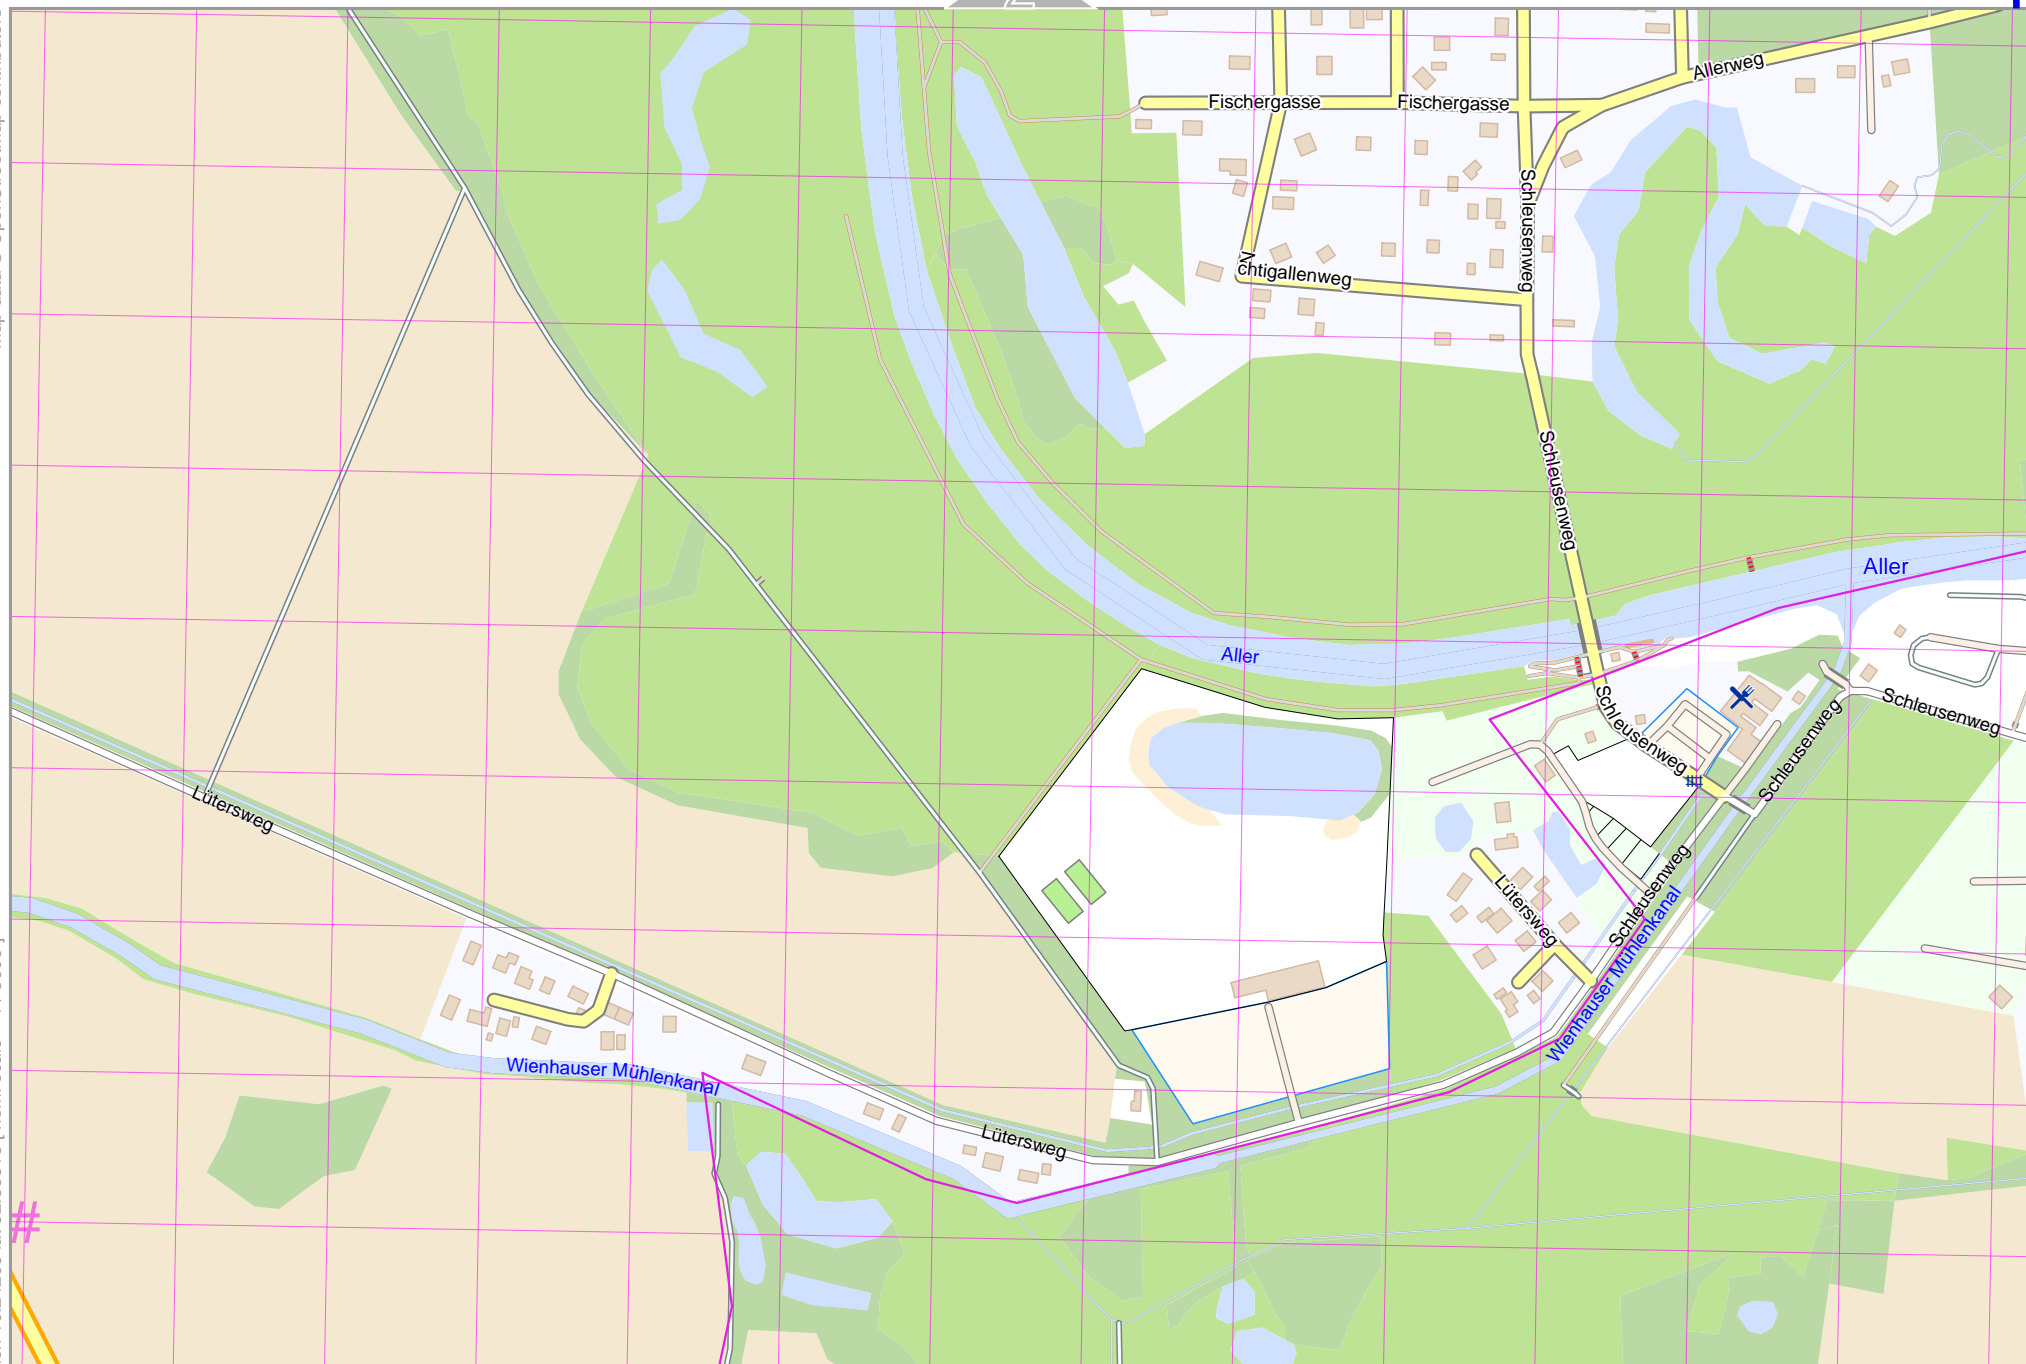 Allerweg
Fischergasse
Fischergasse
Schleusenweg
N
chtigallenweg
Schleusenweg
Aller
Aller
Schleusenweg
Schleusenweg
Schleusenweg
Lütersweg
Schleusenweg
Lütersweg
Wienhauser Mühlenkanal
Wienhauser Mühlenkanal
Lütersweg
#